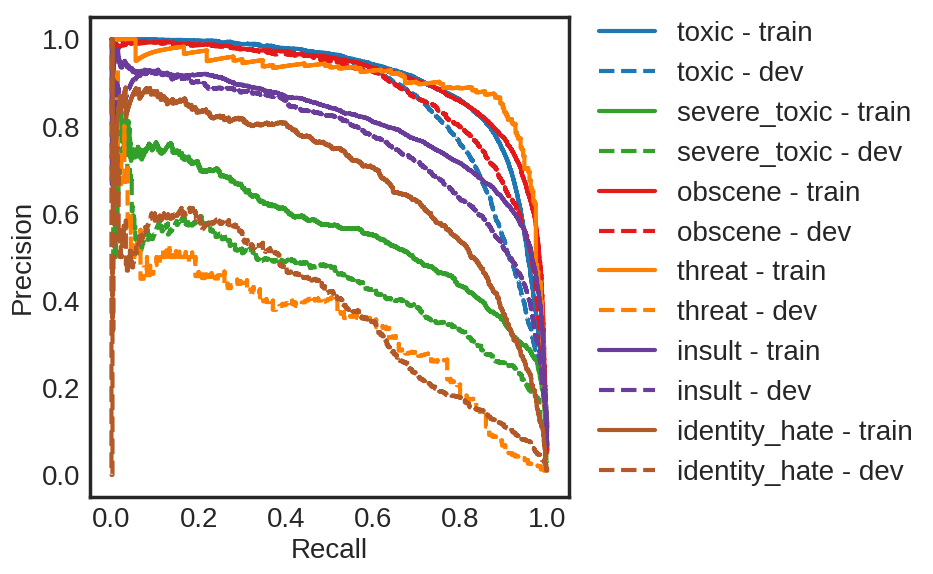 1.0
0.8
0.6
0.4
0.2
0.0
Precision
0.0 0.2 0.4 0.6 0.8 1.0
Recall
toxic - train
toxic - dev
severe_toxic - train
severe_toxic - dev
obscene - train
obscene - dev
threat - train
threat - dev
insult - train
insult - dev
identity_hate - train
identity_hate - dev